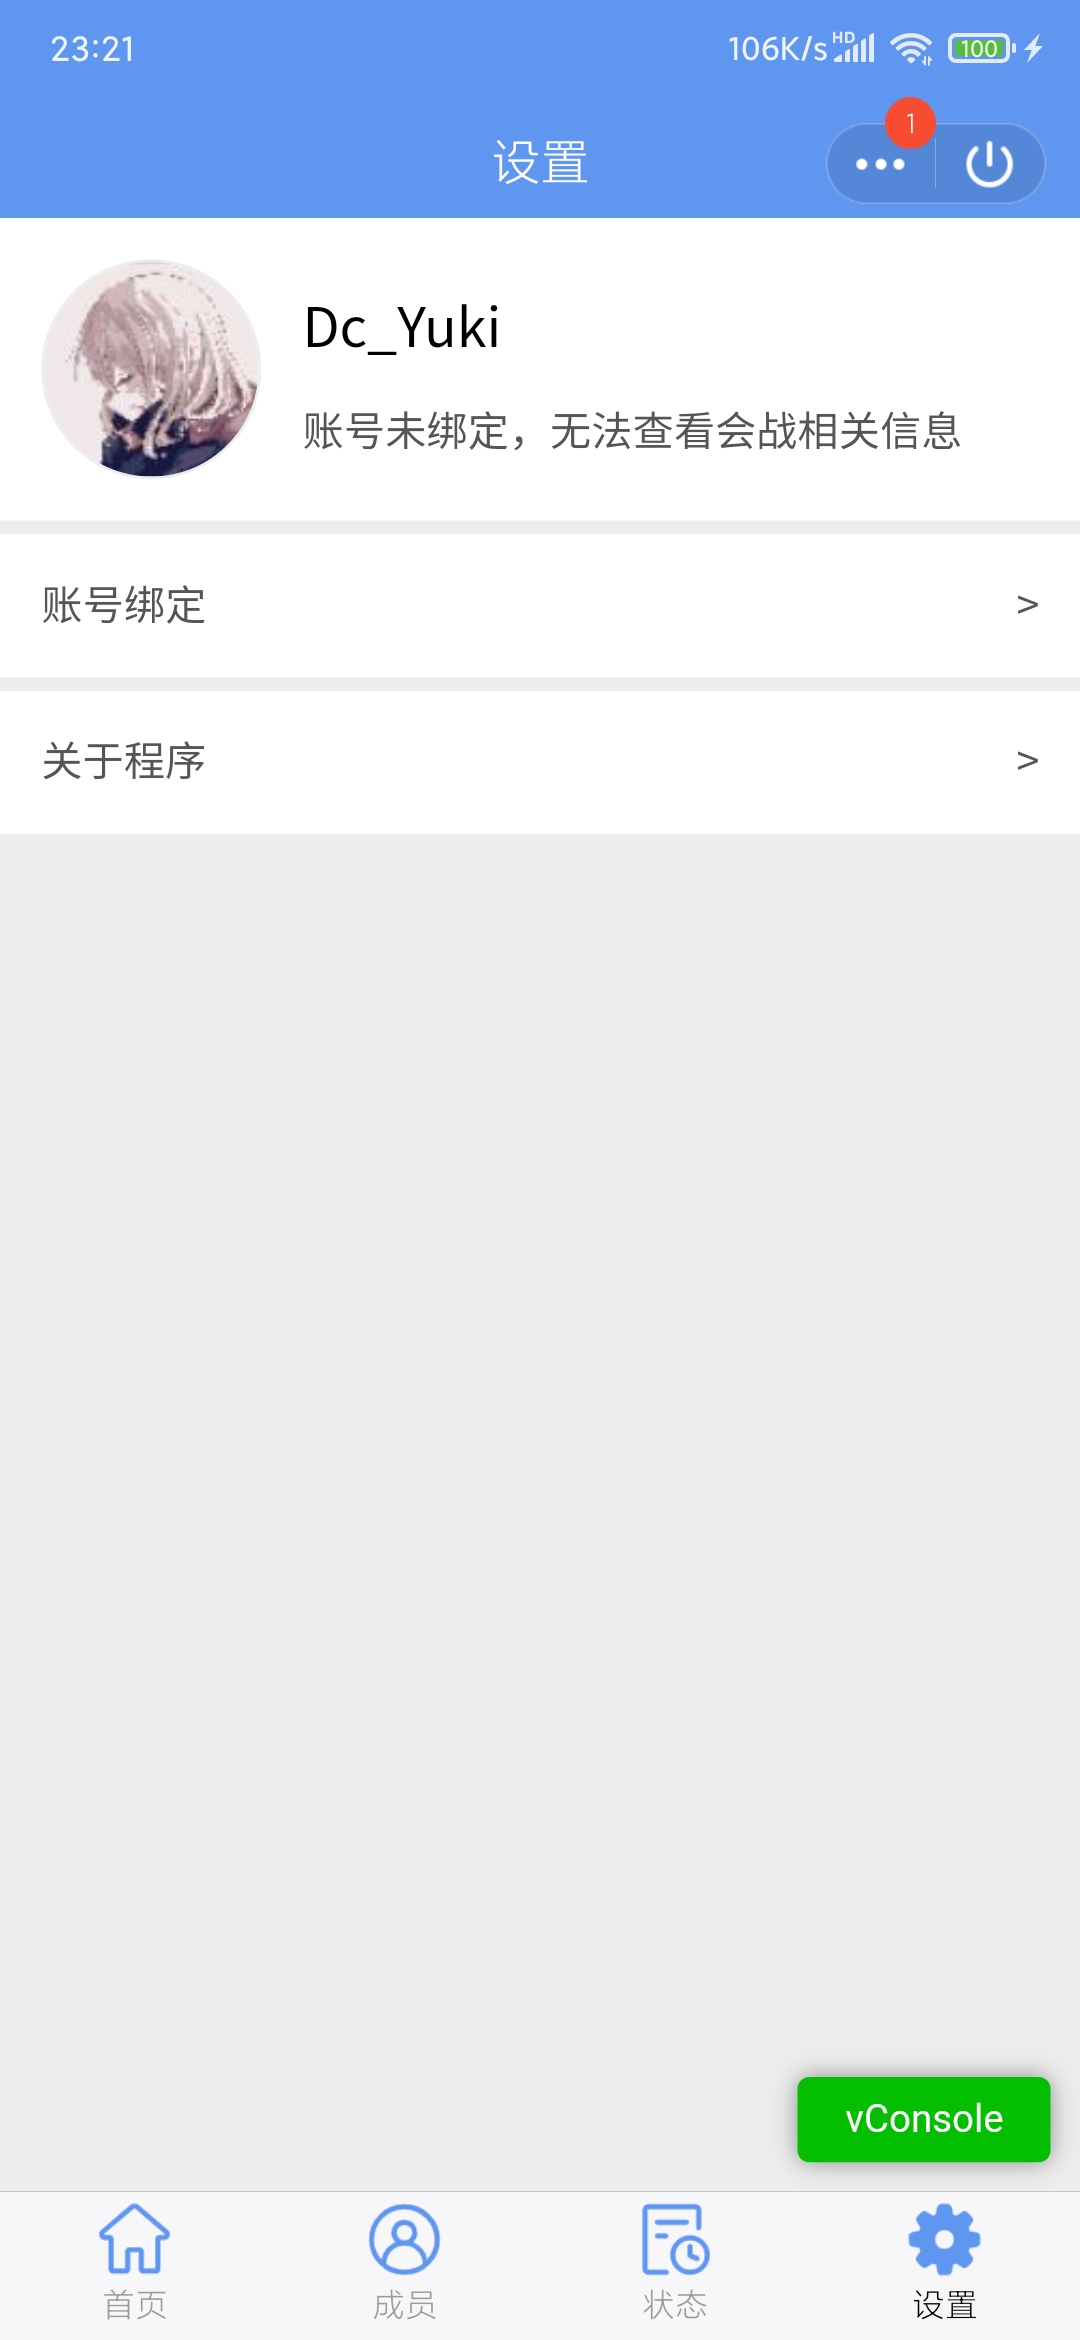 23:21
106K/s HD 100
1
设置
Dc_Yuki
账号未绑定，无法查看会战相关信息
账号绑定 >
关于程序 >
vConsole
首页 成员 状态 设置